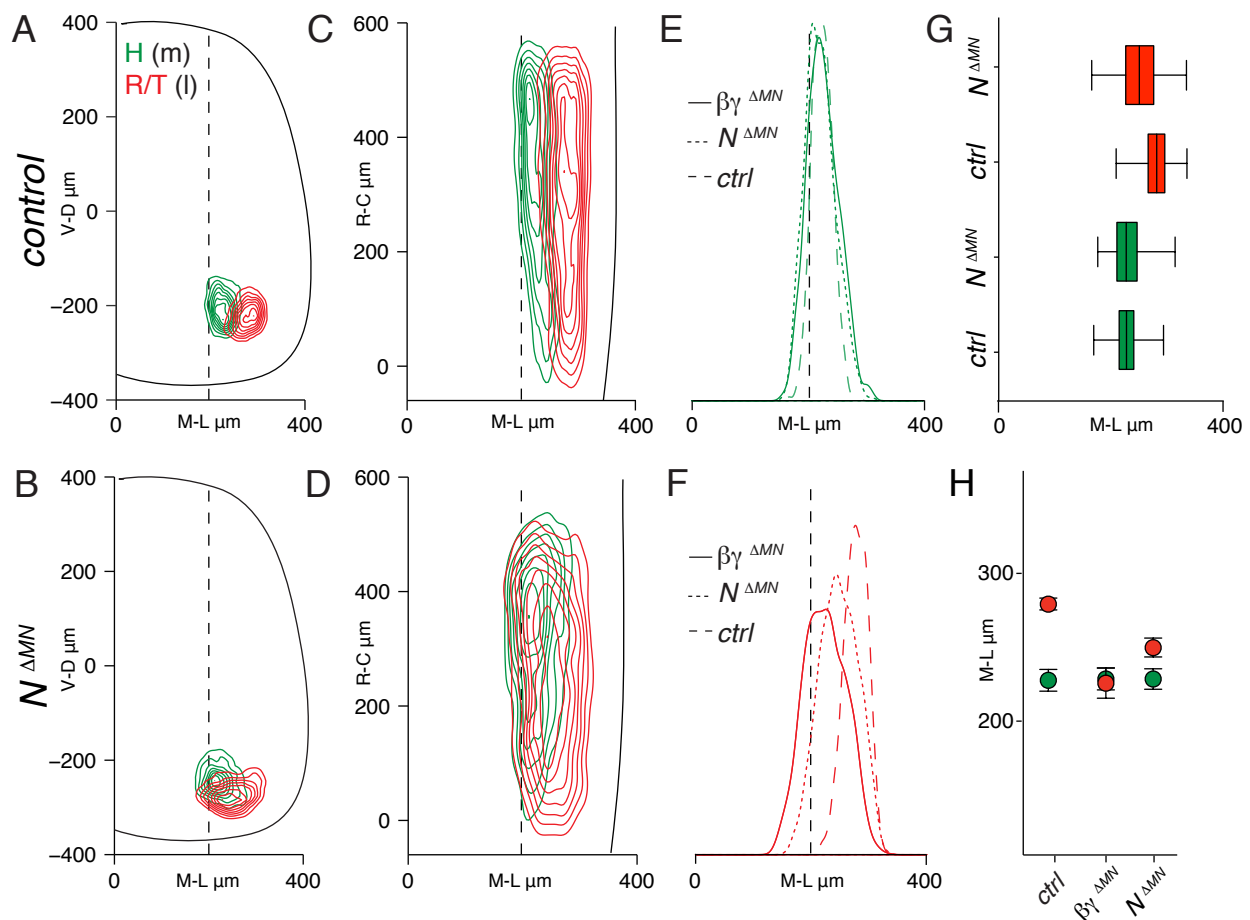 A
400
200
0
−200
−400
control
V-D µm
H (m)
R/T (l)
0
M-L µm
400
C
600
400
200
0
R-C µm
0
M-L µm
400
E
βγ ΔMN
N ΔMN
ctrl
0
M-L µm
400
G
N ΔMN
ctrl
N ΔMN
ctrl
0
M-L µm
400
B
400
200
0
−200
−400
N ΔMN
V-D µm
0
M-L µm
400
D
600
400
200
0
R-C µm
0
M-L µm
400
F
βγ ΔMN
N ΔMN
ctrl
0
M-L µm
400
H
300
200
M-L µm
ctrl
βγ ΔMN
N ΔMN